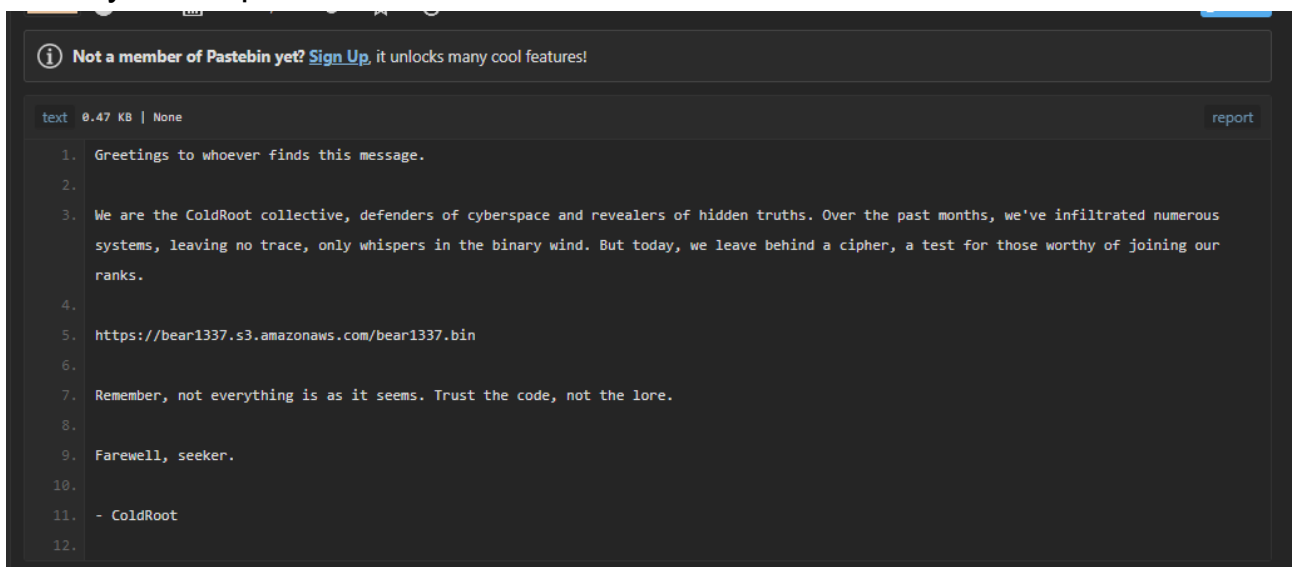 Not a member of Pastebin yet? Sign Up, it unlocks many cool features!
text 0.47 KB | None report
1. Greetings to whoever finds this message.
2.
3. We are the ColdRoot collective, defenders of cyberspace and revealers of hidden truths. Over the past months, we've infiltrated numerous
systems, leaving no trace, only whispers in the binary wind. But today, we leave behind a cipher, a test for those worthy of joining our
ranks.
4.
5. https://bear1337.s3.amazonaws.com/bear1337.bin
6.
7. Remember, not everything is as it seems. Trust the code, not the lore.
8.
9. Farewell, seeker.
10.
11. - ColdRoot
12.